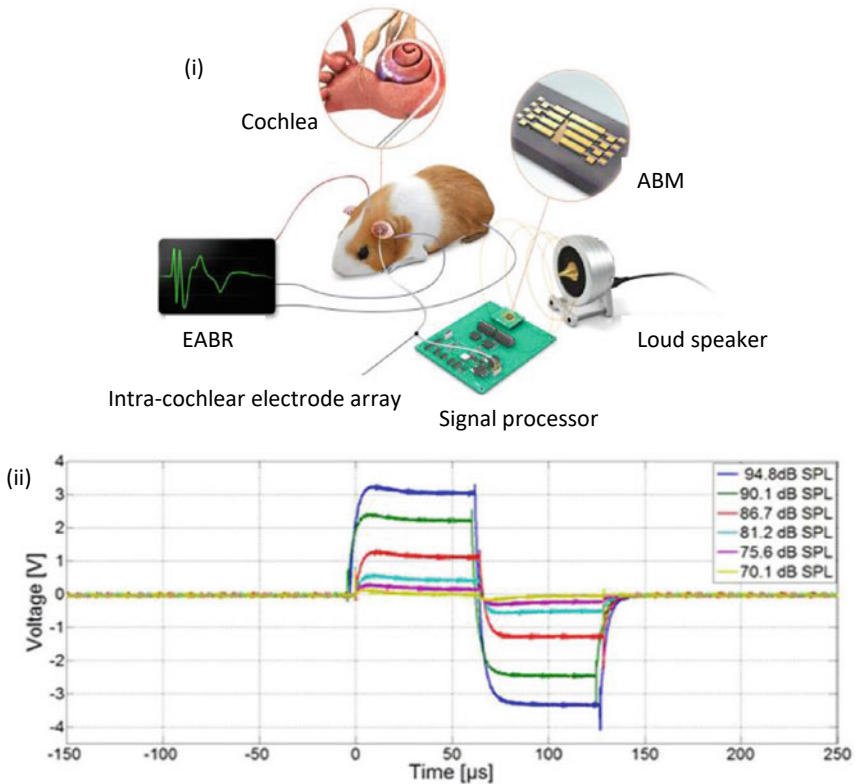 (i)
Cochlea
ABM
EABR
Loud speaker
Intra-cochlear electrode array
Signal processor
(ii)
94.8dB SPL
90.1 dB SPL
86.7 dB SPL
81.2 dB SPL
75.6 dB SPL
70.1 dB SPL
Voltage [V]
4
3
2
1
0
-1
-2
-3
-4
-150 -100 -50 0 50 100 150 200 250
Time [µs]